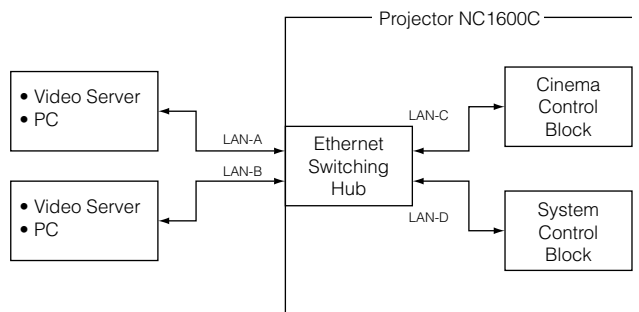 Projector NC1600C
• Video Server
• PC
LAN-A
LAN-B
• Video Server
• PC
Ethernet
Switching
Hub
LAN-C
LAN-D
Cinema
Control
Block
System
Control
Block